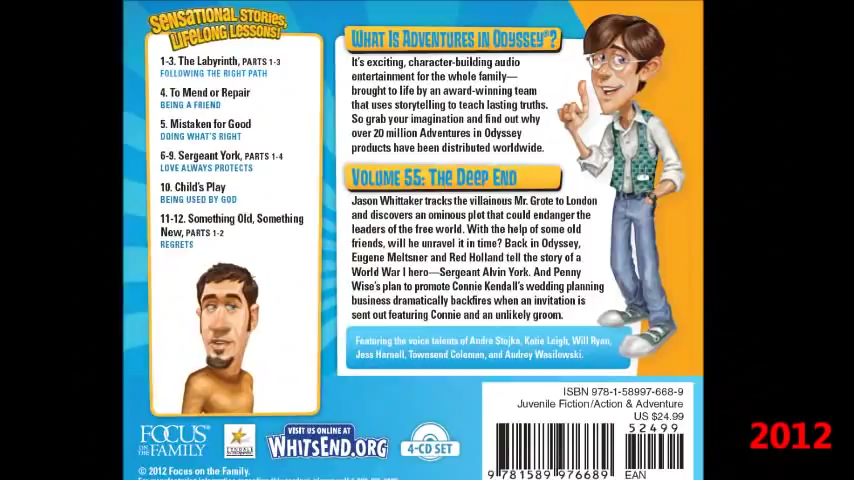 SENSATIONAL STORIES,
LIFELONG LESSONS!
1-3. The Labyrinth, PARTS 1-3
FOLLOWING THE RIGHT PATH
4. To Mend or Repair
BEING A FRIEND
5. Mistaken for Good
DOING WHAT'S RIGHT
6-9. Sergeant York, PARTS 1-4
LOVE ALWAYS PROTECTS
10. Child's Play
BEING USED BY GOD
11-12. Something Old, Something
New, PARTS 1-2
REGRETS
WHAT IS ADVENTURES IN ODYSSEY®?
It's exciting, character-building audio
entertainment for the whole family—
brought to life by an award-winning team
that uses storytelling to teach lasting truths.
So grab your imagination and find out why
over 20 million Adventures in Odyssey
products have been distributed worldwide.
VOLUME 55: THE DEEP END
Jason Whittaker tracks the villainous Mr. Grote to London
and discovers an ominous plot that could endanger the
leaders of the free world. With the help of some old
friends, will he unravel it in time? Back in Odyssey,
Eugene Meltsner and Red Holland tell the story of a
World War I hero—Sergeant Alvin York. And Penny
Wise's plan to promote Connie Kendall's wedding planning
business dramatically backfires when an invitation is
sent out featuring Connie and an unlikely groom.
Featuring the voice talents of Andre Stojka, Katie Leigh, Will Ryan,
Jess Harnell, Townsend Coleman, and Audrey Wasilewski.
FOCUS®
ON THE FAMILY
VISIT US ONLINE AT
WHITSEND.ORG
4-CD SET
© 2012 Focus on the Family.
ISBN 978-1-58997-668-9
Juvenile Fiction/Action & Adventure
US $24.99
52499
9 781589 976689
EAN
2012